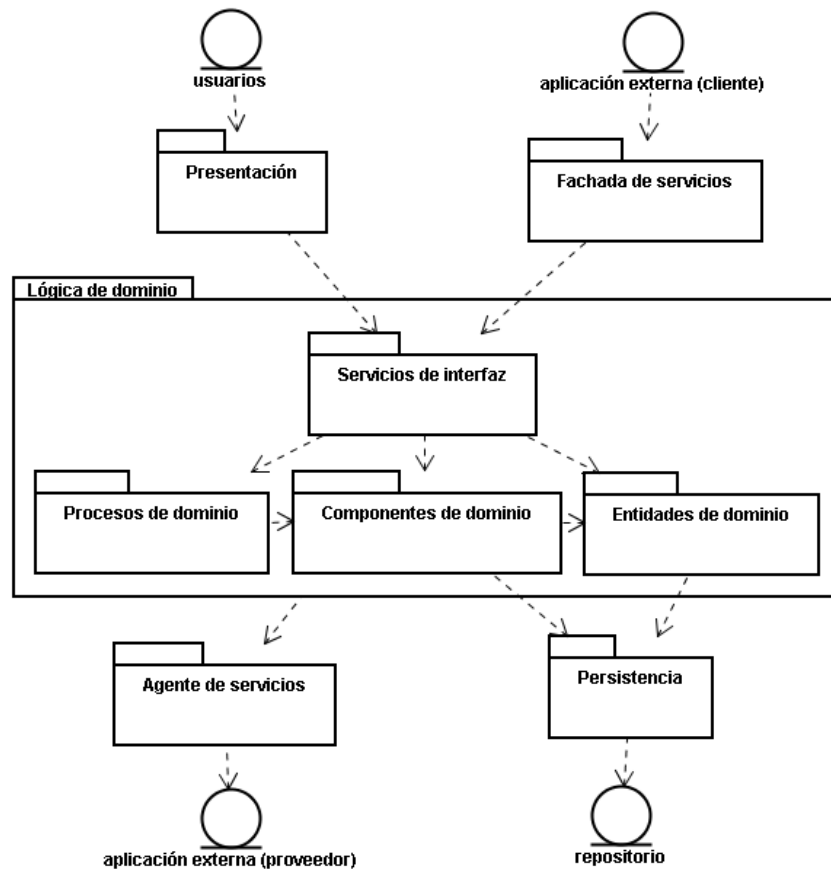 usuarios
aplicación externa (cliente)
Presentación
Fachada de servicios
Lógica de dominio
Servicios de interfaz
Procesos de dominio
Componentes de dominio
Entidades de dominio
Agente de servicios
Persistencia
aplicación externa (proveedor)
repositorio